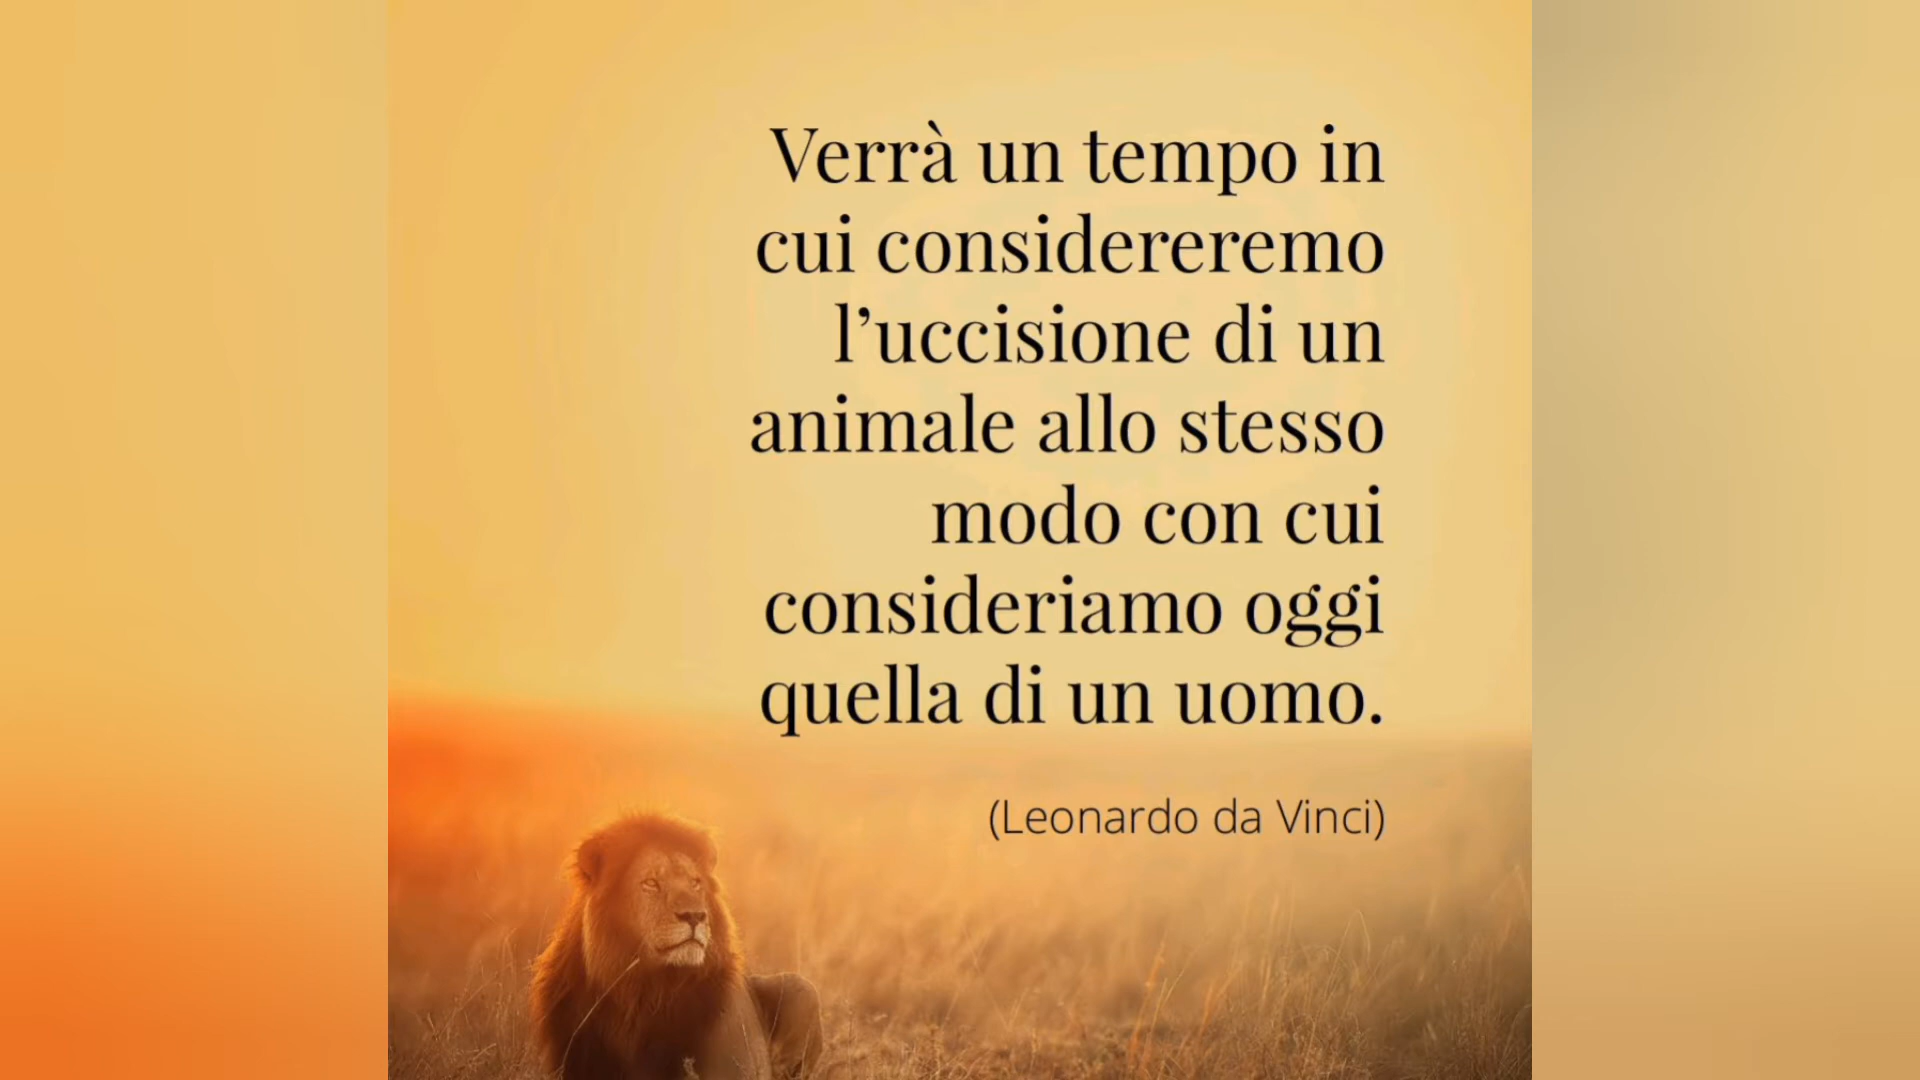 Verrà un tempo in
cui considereremo
l’uccisione di un
animale allo stesso
modo con cui
consideriamo oggi
quella di un uomo.
(Leonardo da Vinci)